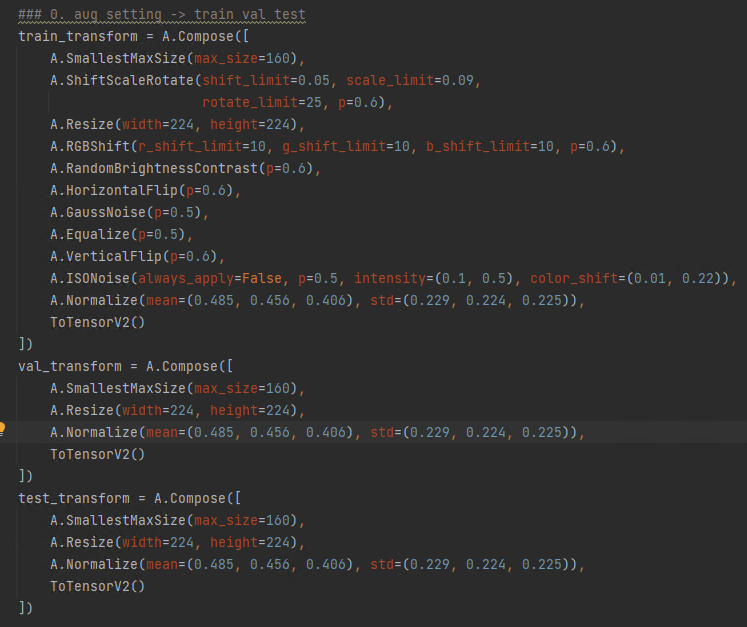 ### 0. aug setting -> train val test
train_transform = A.Compose([
    A.SmallestMaxSize(max_size=160),
    A.ShiftScaleRotate(shift_limit=0.05, scale_limit=0.09,
                       rotate_limit=25, p=0.6),
    A.Resize(width=224, height=224),
    A.RGBShift(r_shift_limit=10, g_shift_limit=10, b_shift_limit=10, p=0.6),
    A.RandomBrightnessContrast(p=0.6),
    A.HorizontalFlip(p=0.6),
    A.GaussNoise(p=0.5),
    A.Equalize(p=0.5),
    A.VerticalFlip(p=0.6),
    A.ISONoise(always_apply=False, p=0.5, intensity=(0.1, 0.5), color_shift=(0.01, 0.22)),
    A.Normalize(mean=(0.485, 0.456, 0.406), std=(0.229, 0.224, 0.225)),
    ToTensorV2()
])
val_transform = A.Compose([
    A.SmallestMaxSize(max_size=160),
    A.Resize(width=224, height=224),
    A.Normalize(mean=(0.485, 0.456, 0.406), std=(0.229, 0.224, 0.225)),
    ToTensorV2()
])
test_transform = A.Compose([
    A.SmallestMaxSize(max_size=160),
    A.Resize(width=224, height=224),
    A.Normalize(mean=(0.485, 0.456, 0.406), std=(0.229, 0.224, 0.225)),
    ToTensorV2()
])